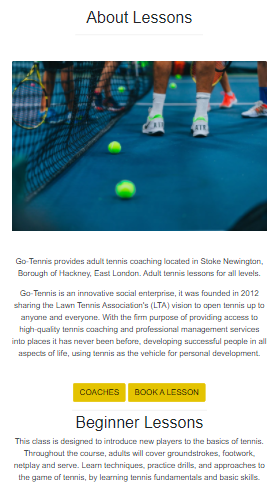 About Lessons
Go-Tennis provides adult tennis coaching located in Stoke Newington,
Borough of Hackney, East London. Adult tennis lessons for all levels.
Go-Tennis is an innovative social enterprise, it was founded in 2012
sharing the Lawn Tennis Association's (LTA) vision to open tennis up to
anyone and everyone. With the firm purpose of providing access to
high-quality tennis coaching and professional management services
into places it has never been before, developing successful people in all
aspects of life, using tennis as the vehicle for personal development.
COACHES BOOK A LESSON
Beginner Lessons
This class is designed to introduce new players to the basics of tennis.
Throughout the course, adults will cover groundstrokes, footwork,
netplay and serve. Learn techniques, practice drills, and approaches to
the game of tennis, by learning tennis fundamentals and basic skills.